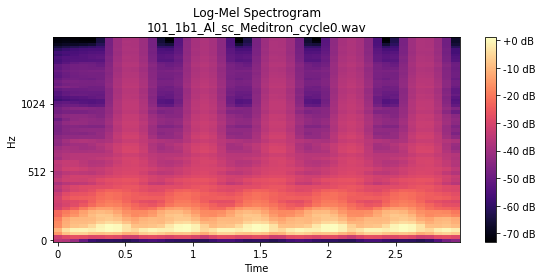 Log-Mel Spectrogram
101_1b1_Al_sc_Meditron_cycle0.wav
Hz
1024
512
0
0
0.5
1
1.5
2
2.5
Time
+0 dB
-10 dB
-20 dB
-30 dB
-40 dB
-50 dB
-60 dB
-70 dB